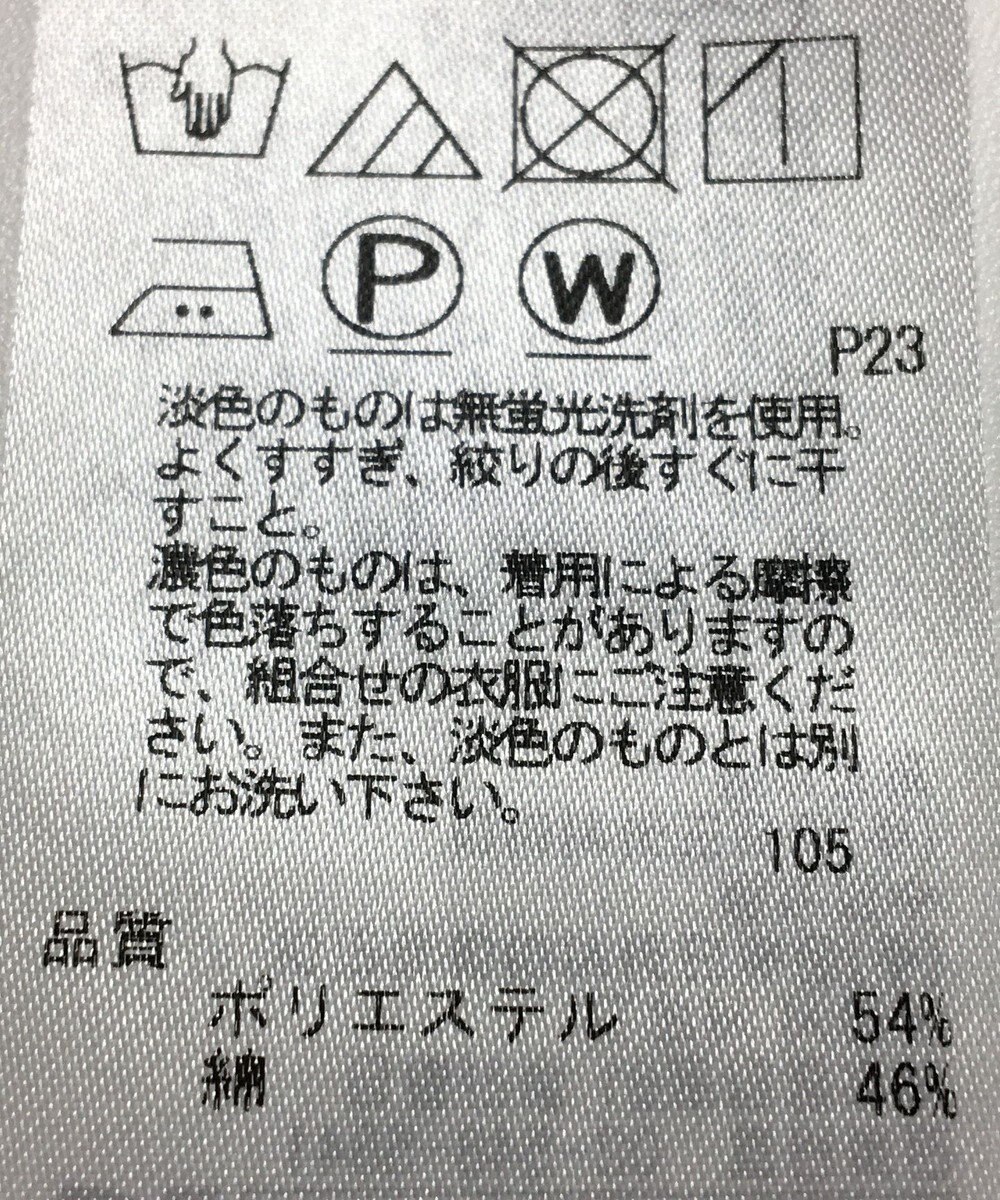 P
W
P23
淡色のものは無蛍光洗剤を使用。
よくすすぎ、絞りの後すぐに干
すこと。
濃色のものは、着用による摩擦
で色落ちすることがありますの
で、組合せの衣服にご注意くだ
さい。また、淡色のものとは別
にお洗い下さい。
105
品質
ポリエステル 54%
綿 46%